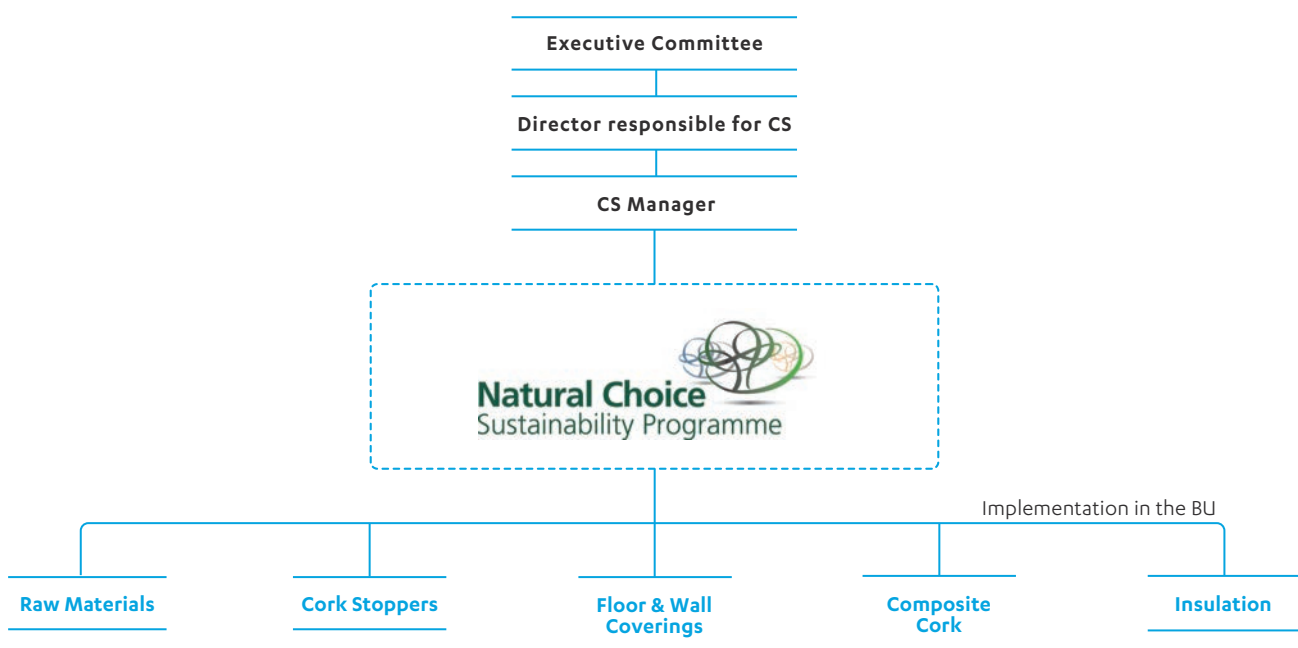 Executive Committee
Director responsible for CS
CS Manager
Natural Choice
Sustainability Programme
Implementation in the BU
Raw Materials
Cork Stoppers
Floor & Wall
Coverings
Composite
Cork
Insulation